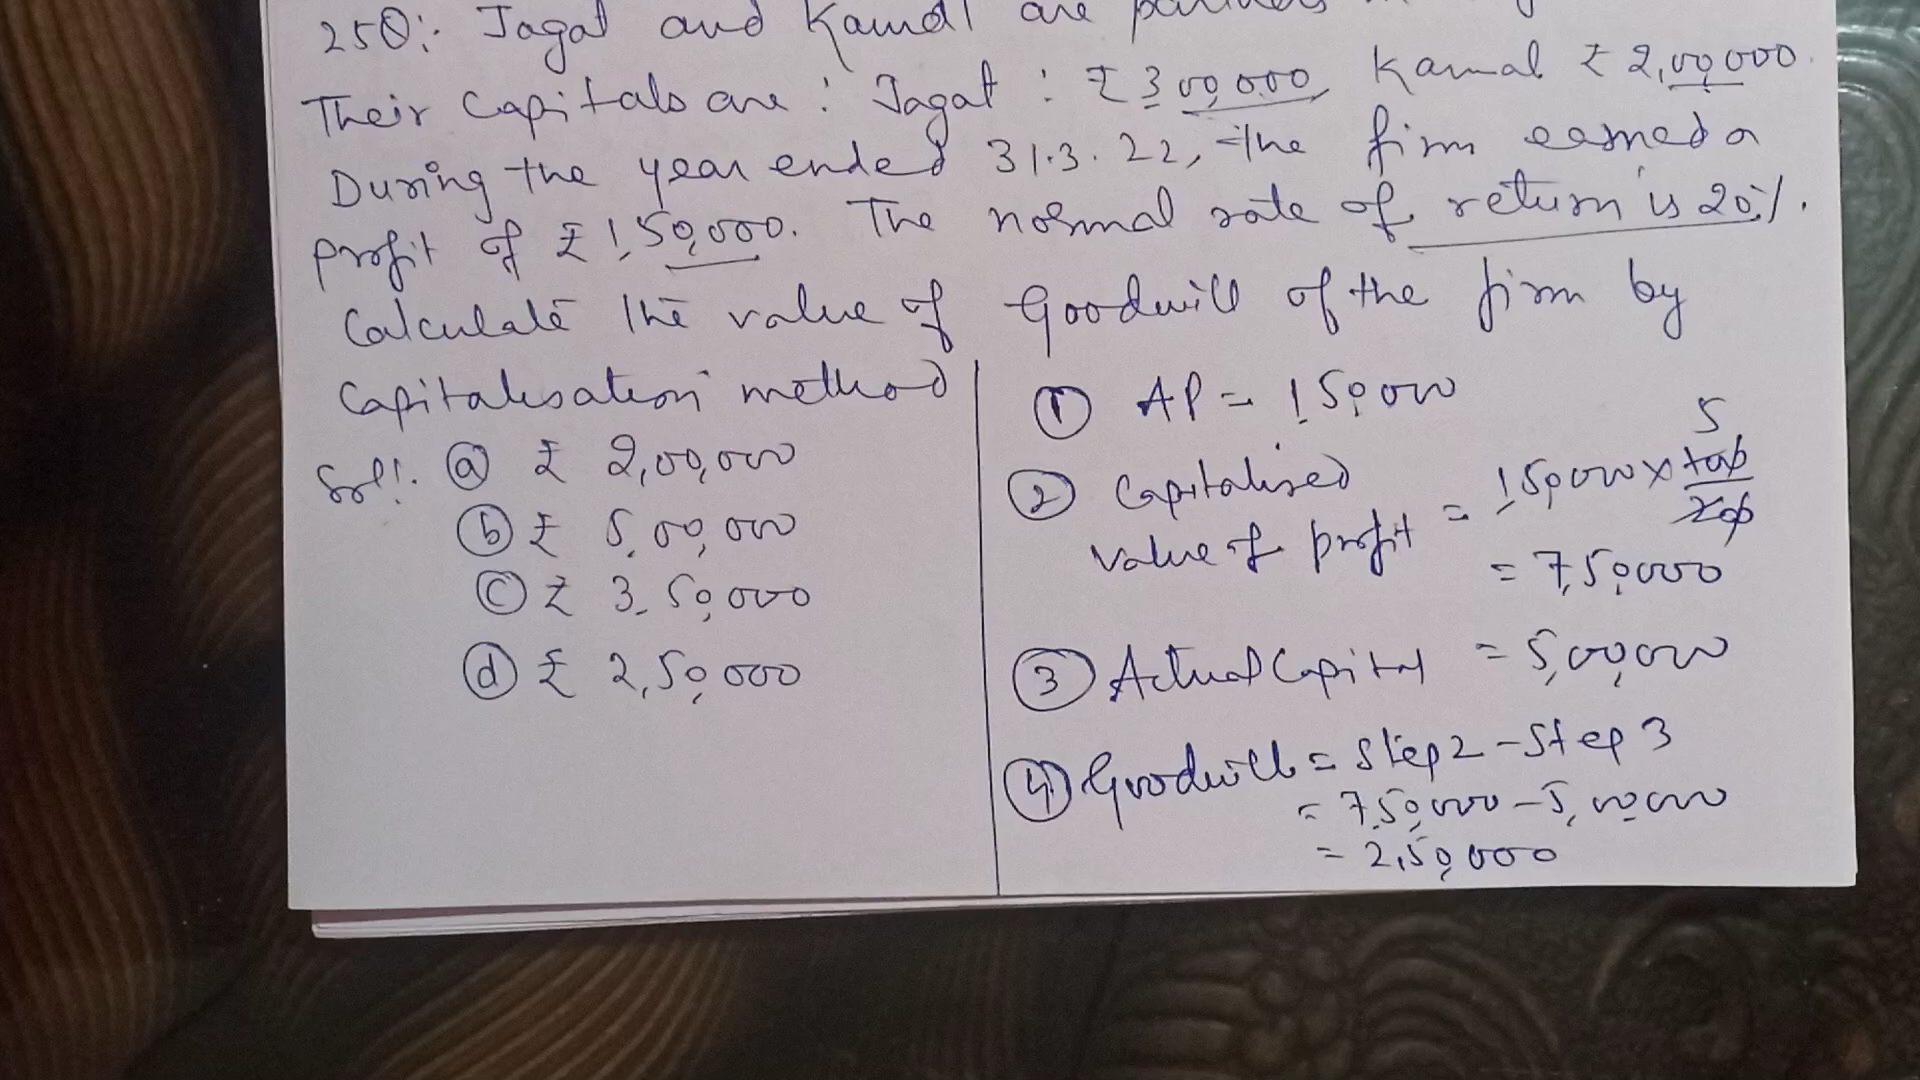 250:- Jagat and Kamal are partners
Their Capitals are : Jagat : ₹ 3,00,000, Kamal ₹ 2,00,000.
During the year ended 31.3.22, the firm earned a
profit of ₹ 1,50,000. The normal rate of return is 20%.
Calculate the value of Goodwill of the firm by
Capitalisation method
Sol:. (a) ₹ 2,00,000
(b) ₹ 5,00,000
(c) ₹ 3,50,000
(d) ₹ 2,50,000
(1) AP = 1,50,000
(2) Capitalised value of profit = 1,50,000 x 100/20 5
= 7,50,000
(3) Actual Capital = 5,00,000
(4) Goodwill = Step 2 - Step 3
= 7,50,000 - 5,00,000
= 2,50,000